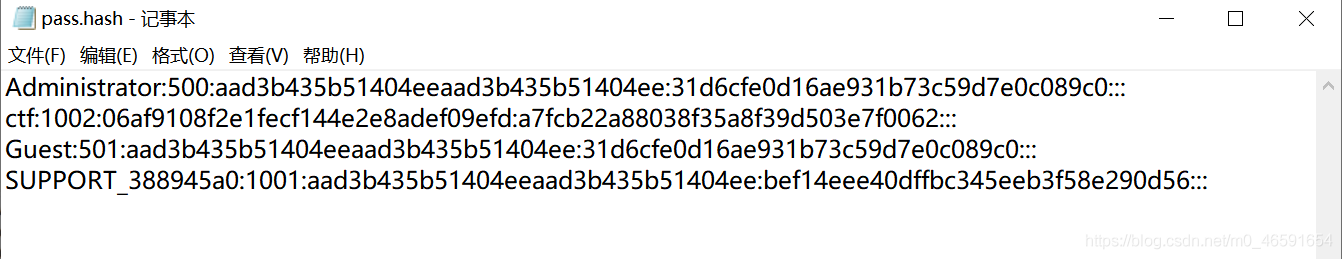 pass.hash - 记事本
文件(F) 编辑(E) 格式(O) 查看(V) 帮助(H)
Administrator:500:aad3b435b51404eeaad3b435b51404ee:31d6cfe0d16ae931b73c59d7e0c089c0:::
ctf:1002:06af9108f2e1fecf144e2e8adef09efd:a7fcb22a88038f35a8f39d503e7f0062:::
Guest:501:aad3b435b51404eeaad3b435b51404ee:31d6cfe0d16ae931b73c59d7e0c089c0:::
SUPPORT_388945a0:1001:aad3b435b51404eeaad3b435b51404ee:bef14eee40dffbc345eeb3f58e290d56:::
https://blog.csdn.net/m0_46591654